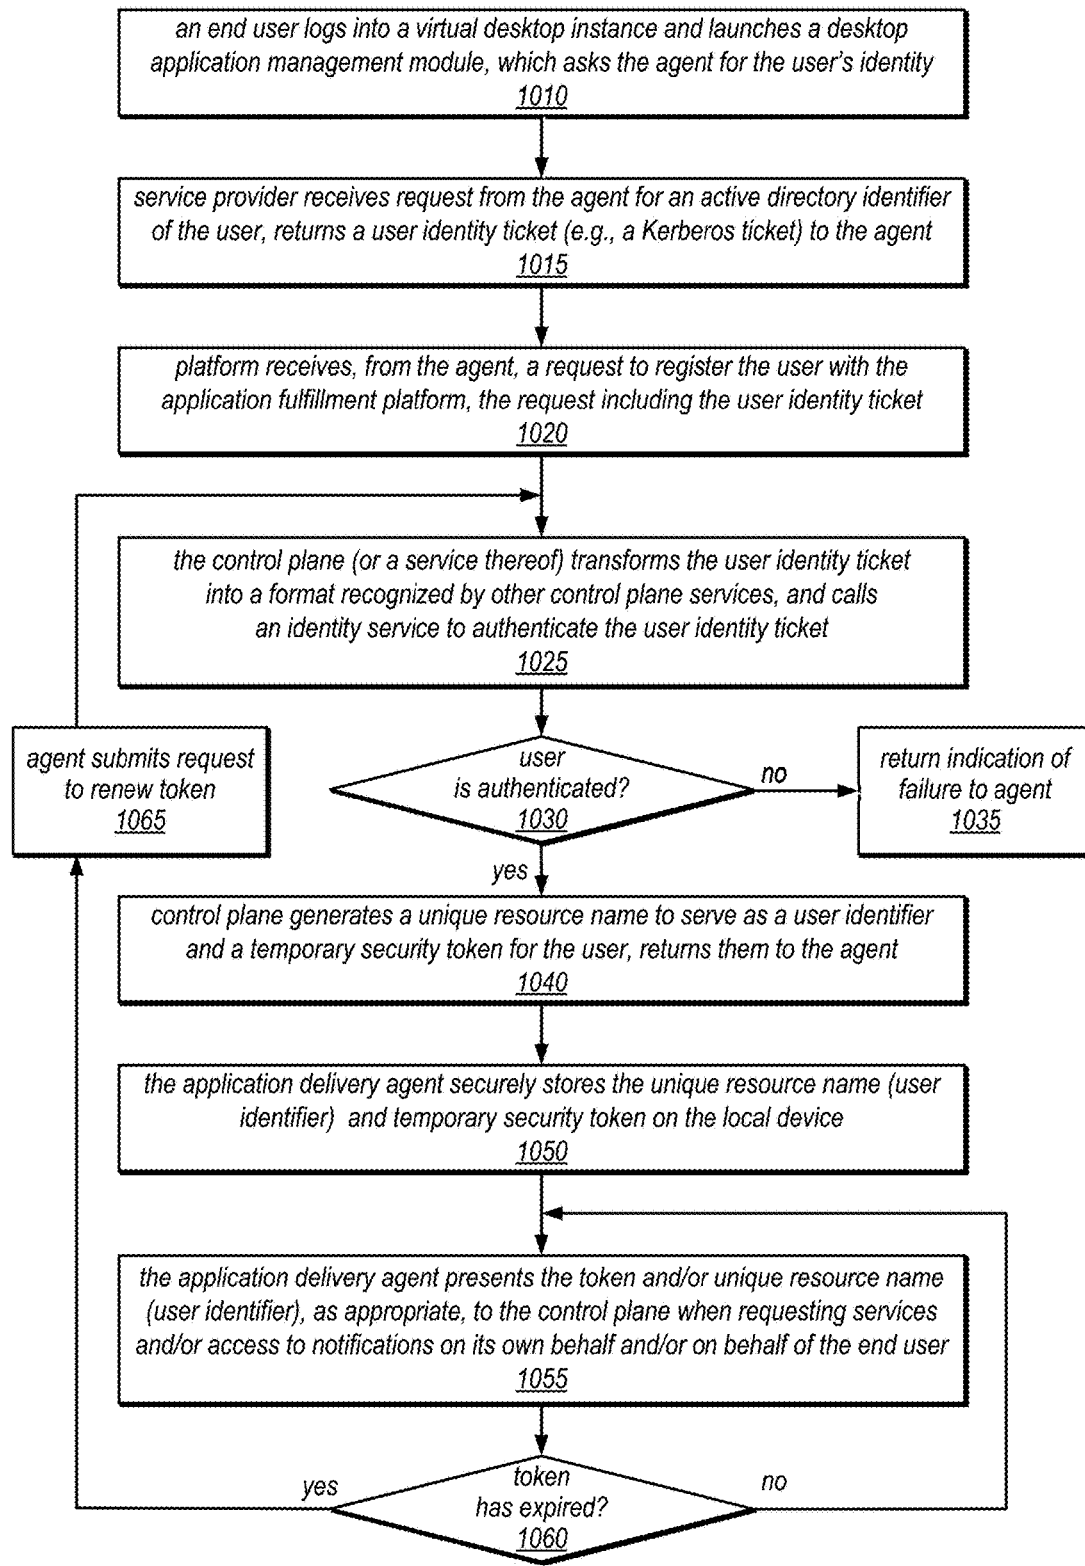 an end user logs into a virtual desktop instance and launches a desktop
application management module, which asks the agent for the user's identity
1010
service provider receives request from the agent for an active directory identifier
of the user, returns a user identity ticket (e.g., a Kerberos ticket) to the agent
1015
platform receives, from the agent, a request to register the user with the
application fulfillment platform, the request including the user identity ticket
1020
the control plane (or a service thereof) transforms the user identity ticket
into a format recognized by other control plane services, and calls
an identity service to authenticate the user identity ticket
1025
agent submits request
to renew token
1065
user
is authenticated?
1030
no
return indication of
failure to agent
1035
yes
control plane generates a unique resource name to serve as a user identifier
and a temporary security token for the user, returns them to the agent
1040
the application delivery agent securely stores the unique resource name (user
identifier) and temporary security token on the local device
1050
the application delivery agent presents the token and/or unique resource name
(user identifier), as appropriate, to the control plane when requesting services
and/or access to notifications on its own behalf and/or on behalf of the end user
1055
yes
token
has expired?
1060
no